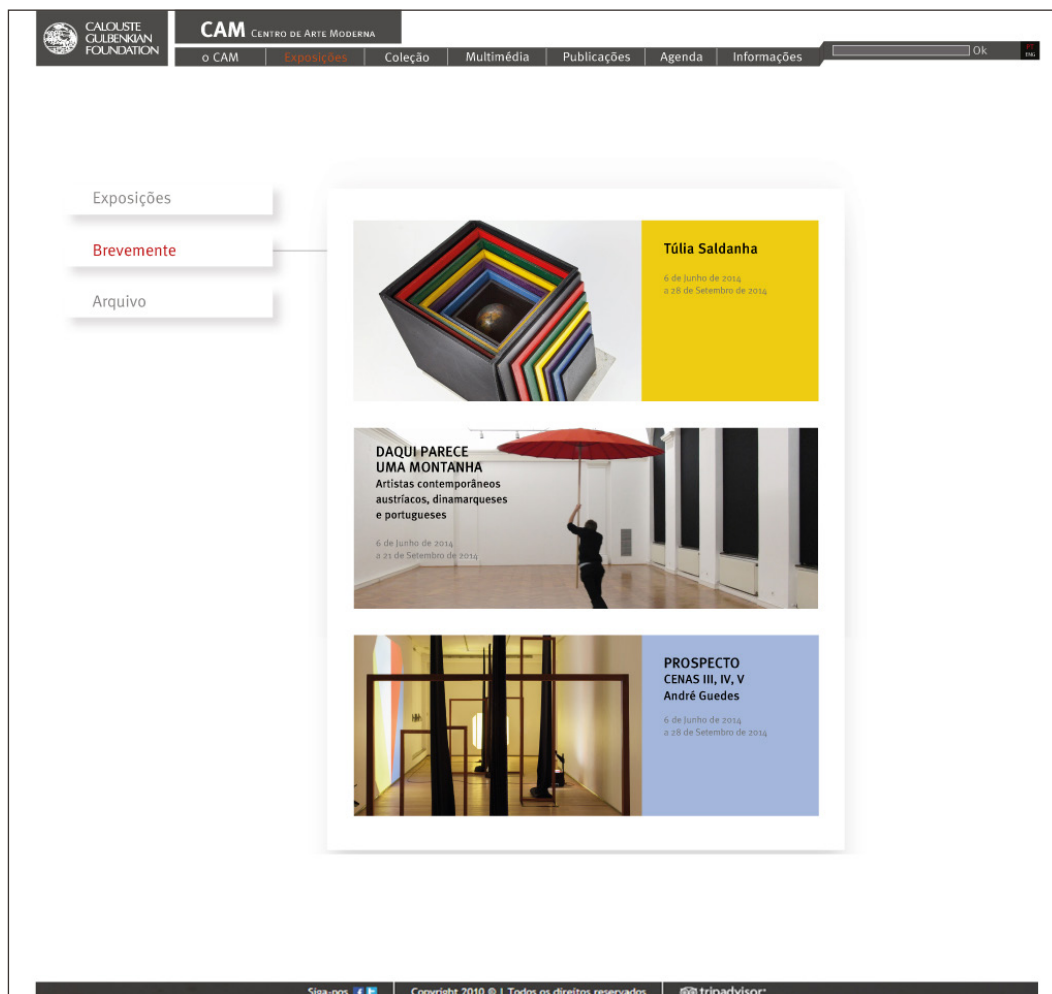 CALOUSTE
GULBENKIAN
FOUNDATION
CAM CENTRO DE ARTE MODERNA
o CAM
Exposições
Coleção
Multimédia
Publicações
Agenda
Informações
Ok
PT
ENG
Exposições
Brevemente
Arquivo
Túlia Saldanha
6 de Junho de 2014
a 28 de Setembro de 2014
DAQUI PARECE
UMA MONTANHA
Artistas contemporâneos
austríacos, dinamarqueses
e portugueses
6 de Junho de 2014
a 21 de Setembro de 2014
PROSPECTO
CENAS III, IV, V
André Guedes
6 de Junho de 2014
a 28 de Setembro de 2014
Siga-nos
Copyright 2010 © | Todos os direitos reservados
tripadvisor